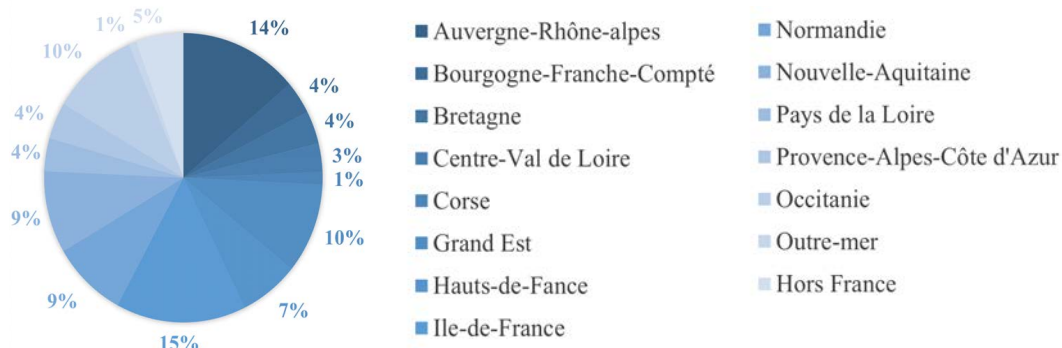 14%
4%
4%
3%
1%
10%
7%
15%
9%
9%
4%
4%
10%
1%
5%
Auvergne-Rhône-alpes
Bourgogne-Franche-Compté
Bretagne
Centre-Val de Loire
Corse
Grand Est
Hauts-de-Fance
Ile-de-France
Normandie
Nouvelle-Aquitaine
Pays de la Loire
Provence-Alpes-Côte d'Azur
Occitanie
Outre-mer
Hors France